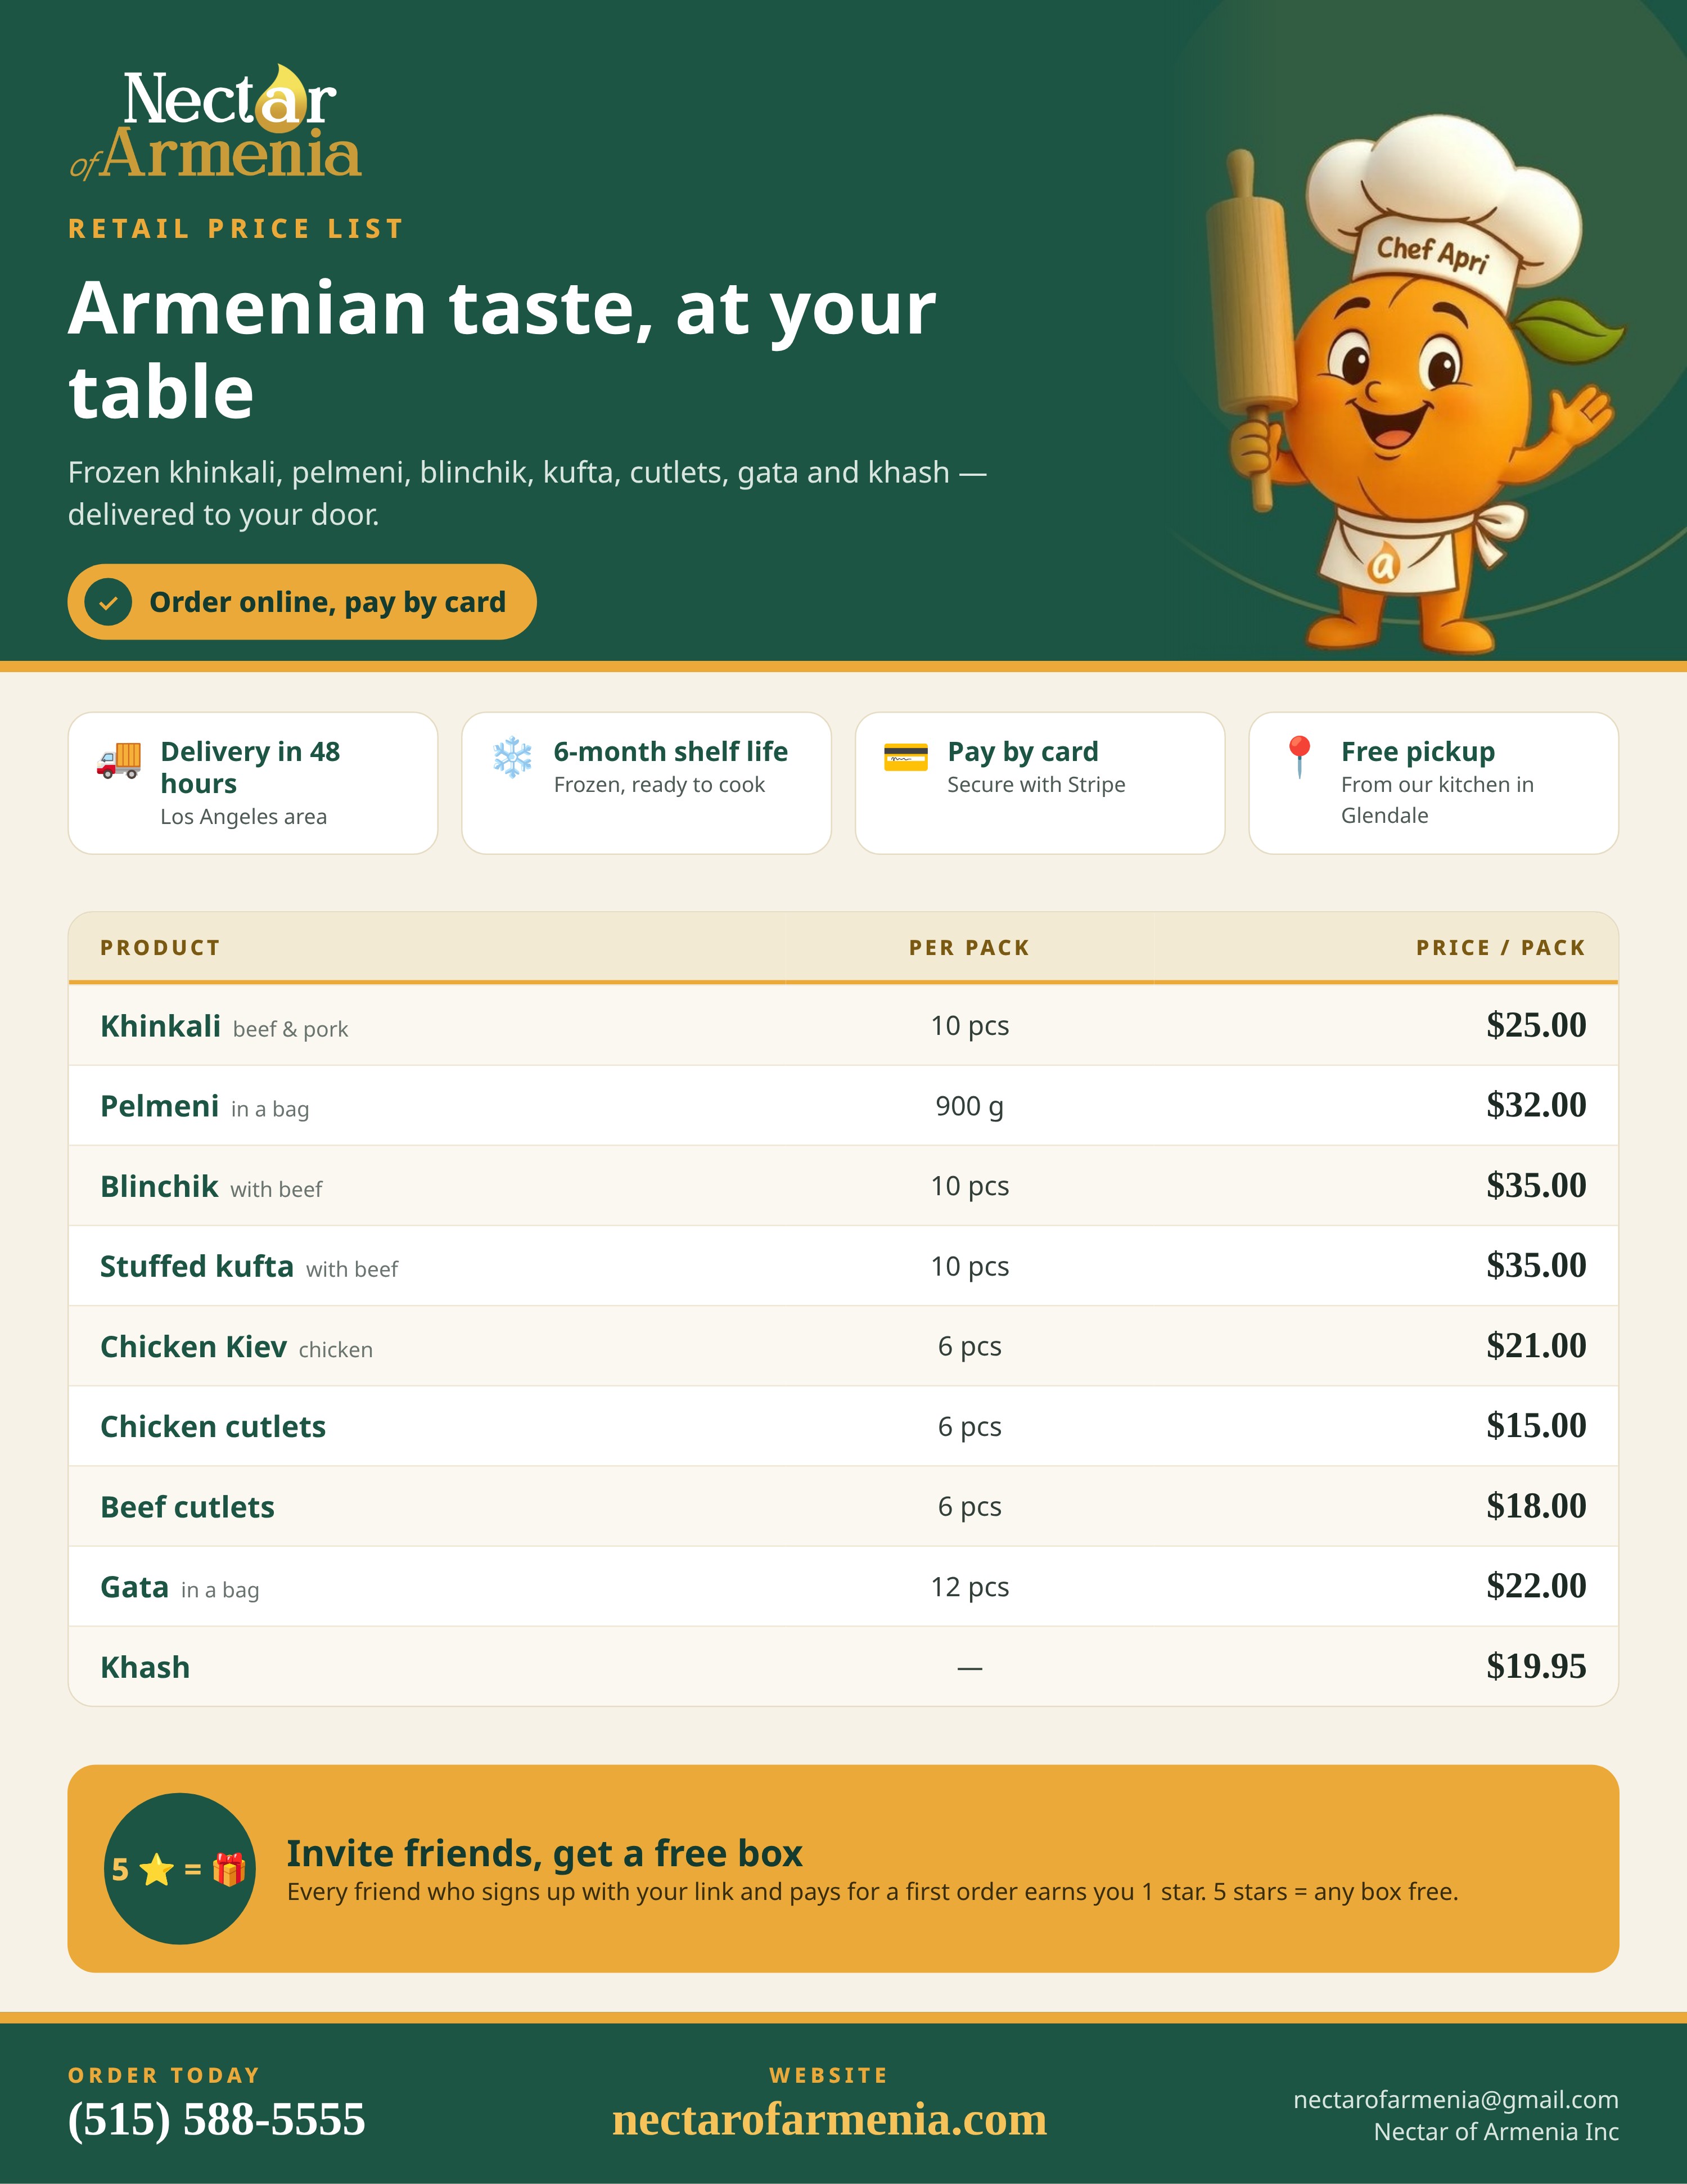 Nectar
of Armenia
RETAIL PRICE LIST
Armenian taste, at your
table
Frozen khinkali, pelmeni, blinchik, kufta, cutlets, gata and khash —
delivered to your door.
Order online, pay by card
Chef Apri
a
Delivery in 48
hours
Los Angeles area
6-month shelf life
Frozen, ready to cook
Pay by card
Secure with Stripe
Free pickup
From our kitchen in
Glendale
PRODUCT PER PACK PRICE / PACK
Khinkali beef & pork 10 pcs $25.00
Pelmeni in a bag 900 g $32.00
Blinchik with beef 10 pcs $35.00
Stuffed kufta with beef 10 pcs $35.00
Chicken Kiev chicken 6 pcs $21.00
Chicken cutlets 6 pcs $15.00
Beef cutlets 6 pcs $18.00
Gata in a bag 12 pcs $22.00
Khash — $19.95
5 ⭐ = 🎁
Invite friends, get a free box
Every friend who signs up with your link and pays for a first order earns you 1 star. 5 stars = any box free.
ORDER TODAY
(515) 588-5555
WEBSITE
nectarofarmenia.com
nectarofarmenia@gmail.com
Nectar of Armenia Inc